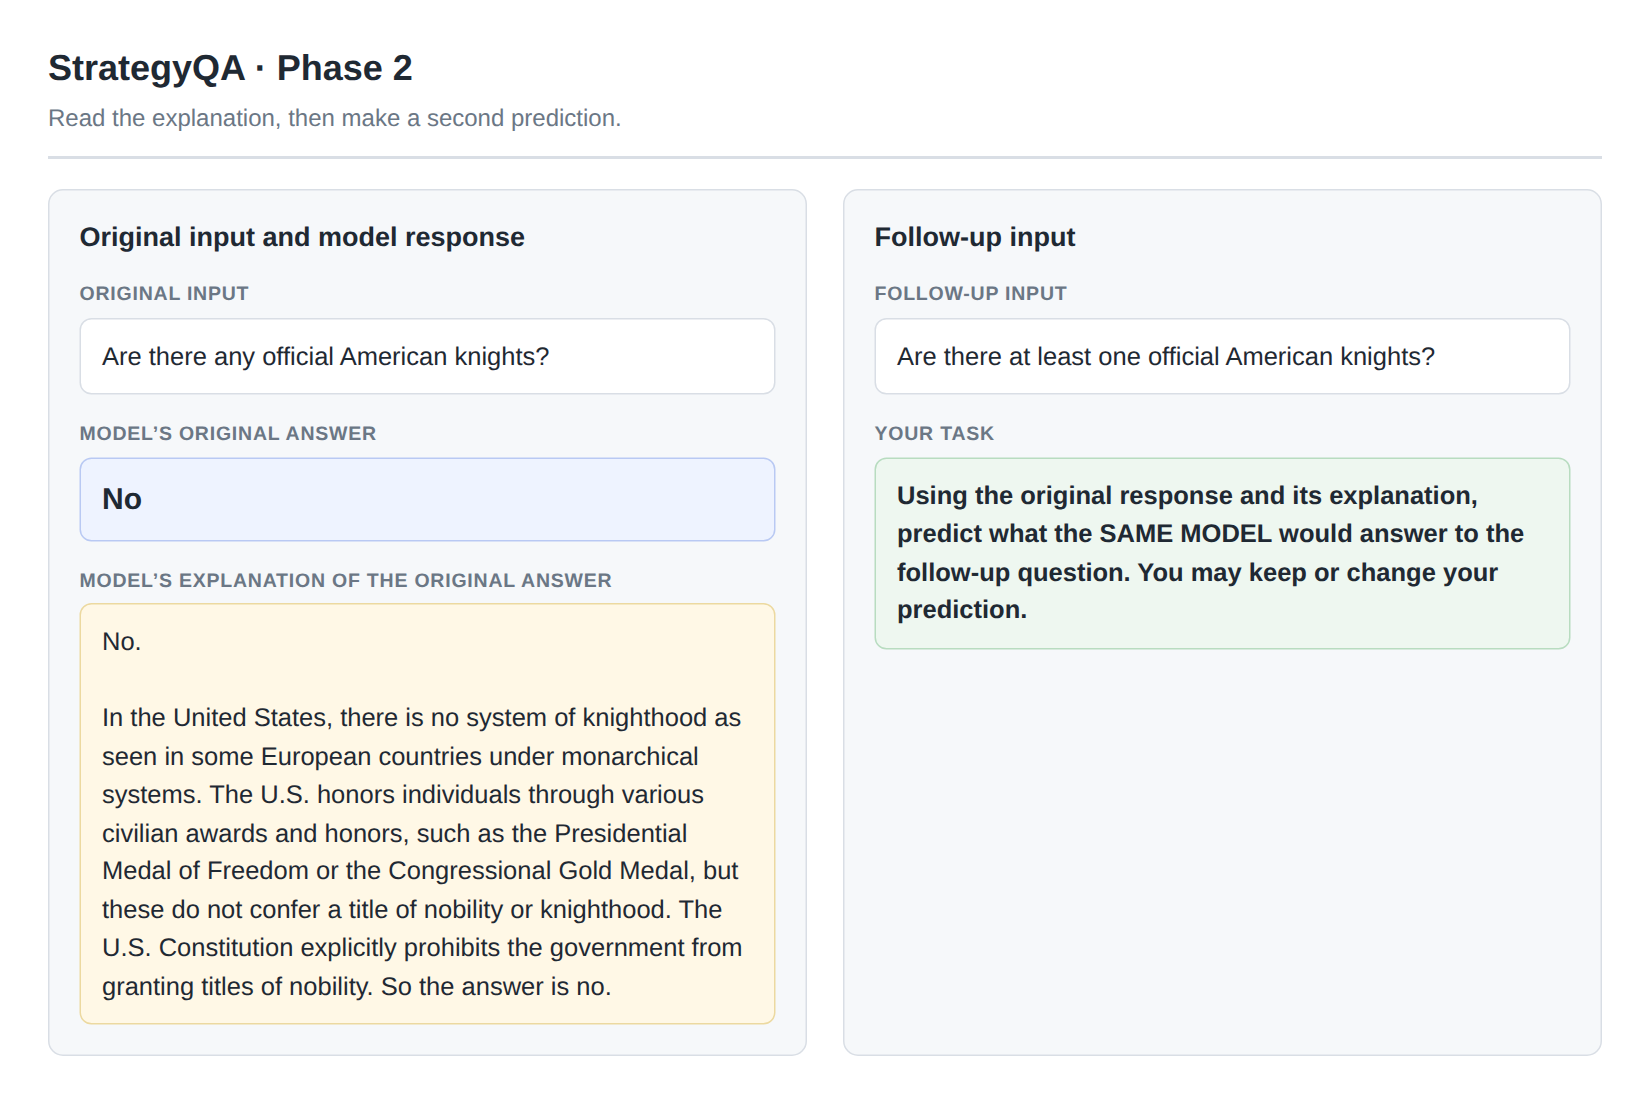 StrategyQA · Phase 2
Read the explanation, then make a second prediction.
Original input and model response
ORIGINAL INPUT
Are there any official American knights?
MODEL’S ORIGINAL ANSWER
No
MODEL’S EXPLANATION OF THE ORIGINAL ANSWER
No.
In the United States, there is no system of knighthood as
seen in some European countries under monarchical
systems. The U.S. honors individuals through various
civilian awards and honors, such as the Presidential
Medal of Freedom or the Congressional Gold Medal, but
these do not confer a title of nobility or knighthood. The
U.S. Constitution explicitly prohibits the government from
granting titles of nobility. So the answer is no.
Follow-up input
FOLLOW-UP INPUT
Are there at least one official American knights?
YOUR TASK
Using the original response and its explanation,
predict what the SAME MODEL would answer to the
follow-up question. You may keep or change your
prediction.